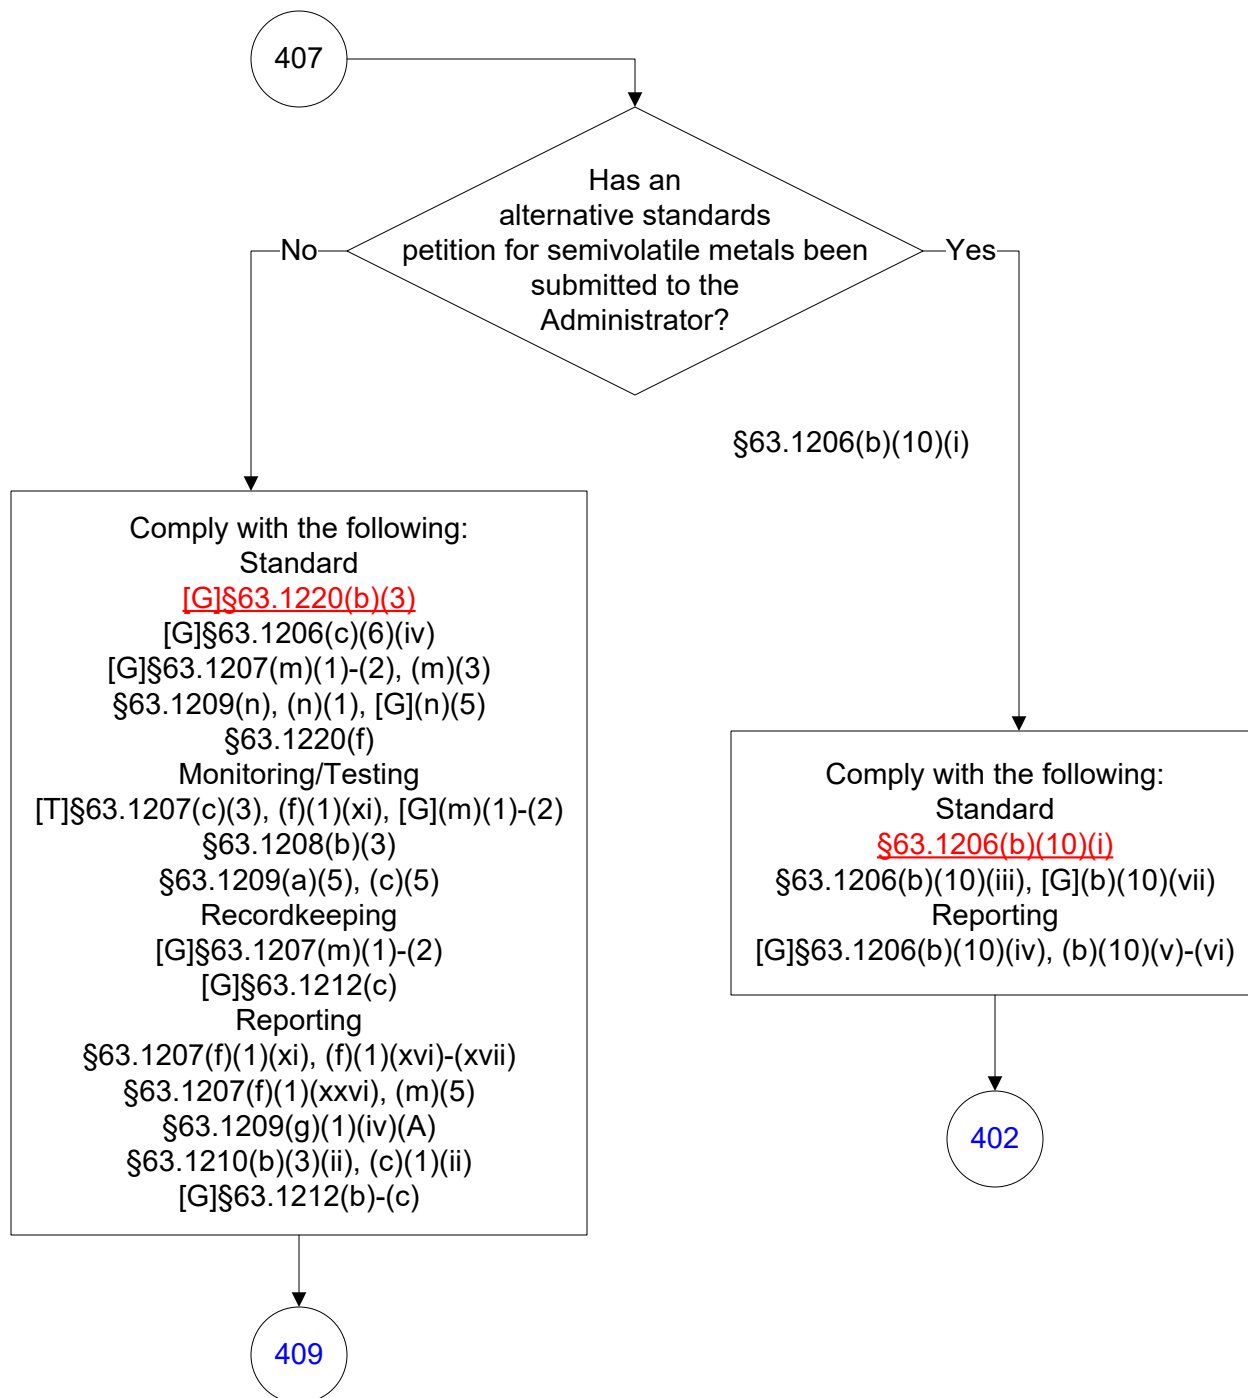 407
Has an
alternative standards
petition for semivolatile metals been
submitted to the
Administrator?
No
Yes
§63.1206(b)(10)(i)
Comply with the following:
Standard
[G]§63.1220(b)(3)
[G]§63.1206(c)(6)(iv)
[G]§63.1207(m)(1)-(2), (m)(3)
§63.1209(n), (n)(1), [G](n)(5)
§63.1220(f)
Monitoring/Testing
[T]§63.1207(c)(3), (f)(1)(xi), [G](m)(1)-(2)
§63.1208(b)(3)
§63.1209(a)(5), (c)(5)
Recordkeeping
[G]§63.1207(m)(1)-(2)
[G]§63.1212(c)
Reporting
§63.1207(f)(1)(xi), (f)(1)(xvi)-(xvii)
§63.1207(f)(1)(xxvi), (m)(5)
§63.1209(g)(1)(iv)(A)
§63.1210(b)(3)(ii), (c)(1)(ii)
[G]§63.1212(b)-(c)
409
Comply with the following:
Standard
§63.1206(b)(10)(i)
§63.1206(b)(10)(iii), [G](b)(10)(vii)
Reporting
[G]§63.1206(b)(10)(iv), (b)(10)(v)-(vi)
402